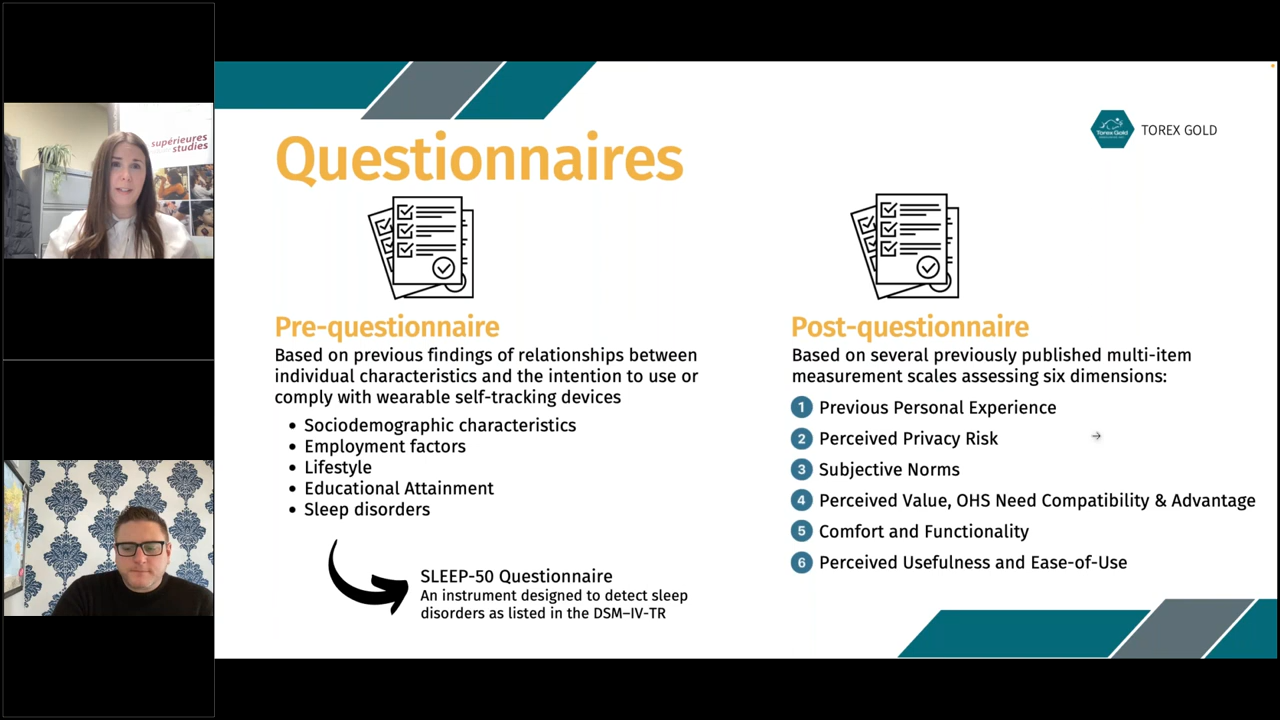 supérieures
studies
Questionnaires
Torex Gold
TOREX GOLD
Pre-questionnaire
Based on previous findings of relationships between
individual characteristics and the intention to use or
comply with wearable self-tracking devices
• Sociodemographic characteristics
• Employment factors
• Lifestyle
• Educational Attainment
• Sleep disorders
SLEEP-50 Questionnaire
An instrument designed to detect sleep
disorders as listed in the DSM–IV-TR
Post-questionnaire
Based on several previously published multi-item
measurement scales assessing six dimensions:
1 Previous Personal Experience
2 Perceived Privacy Risk
3 Subjective Norms
4 Perceived Value, OHS Need Compatibility & Advantage
5 Comfort and Functionality
6 Perceived Usefulness and Ease-of-Use